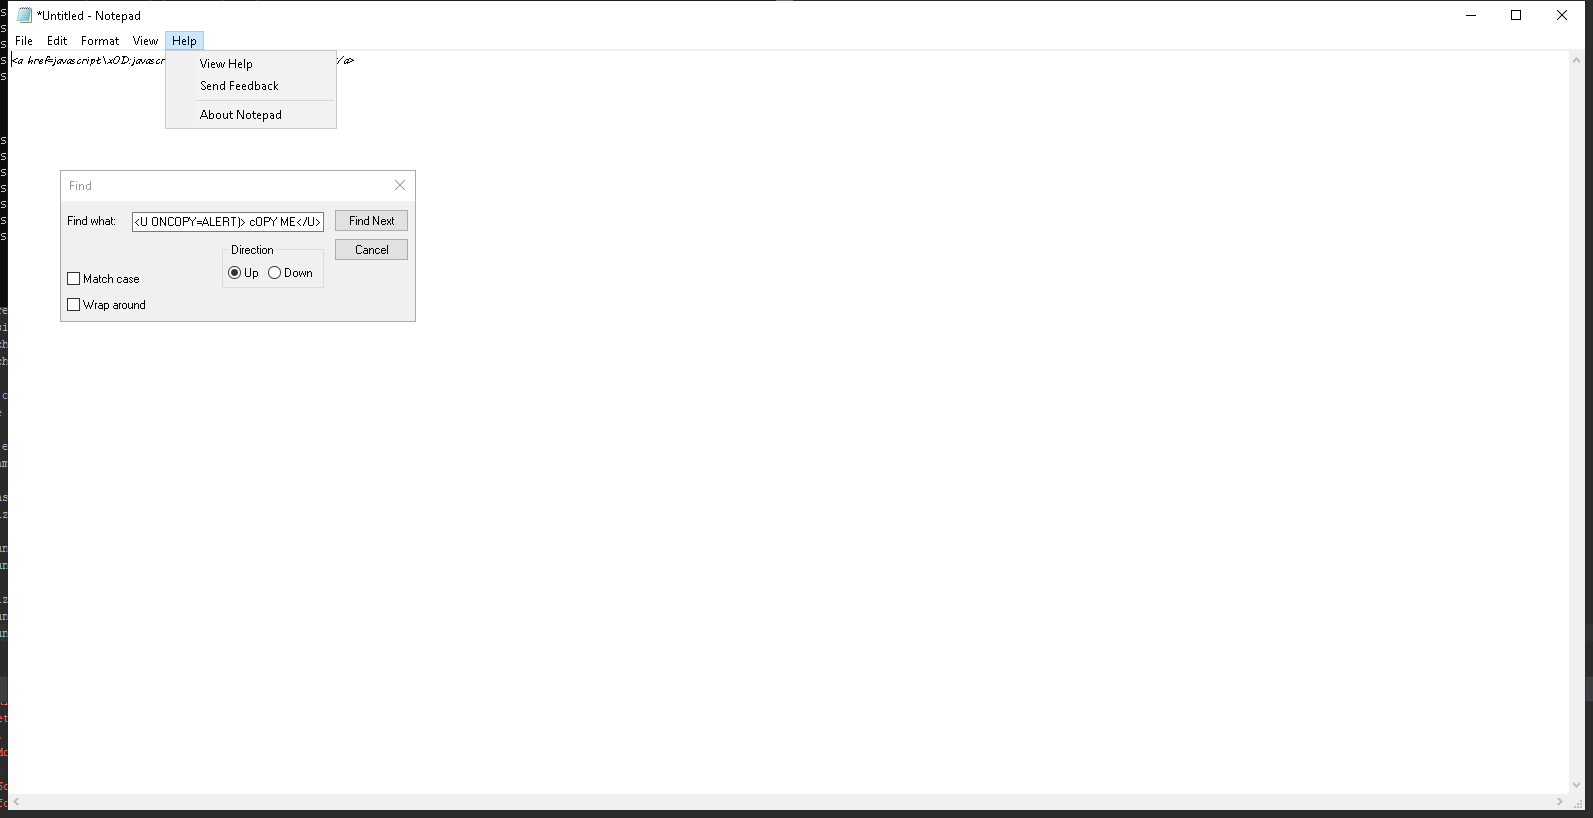 *Untitled - Notepad
File Edit Format View Help
<a href=javascript\x0D:javascr /a>
View Help
Send Feedback
About Notepad
Find
Find what: <U ONCOPY=ALERT)> cOPY ME</U> Find Next
Direction Cancel
Up Down
Match case
Wrap around